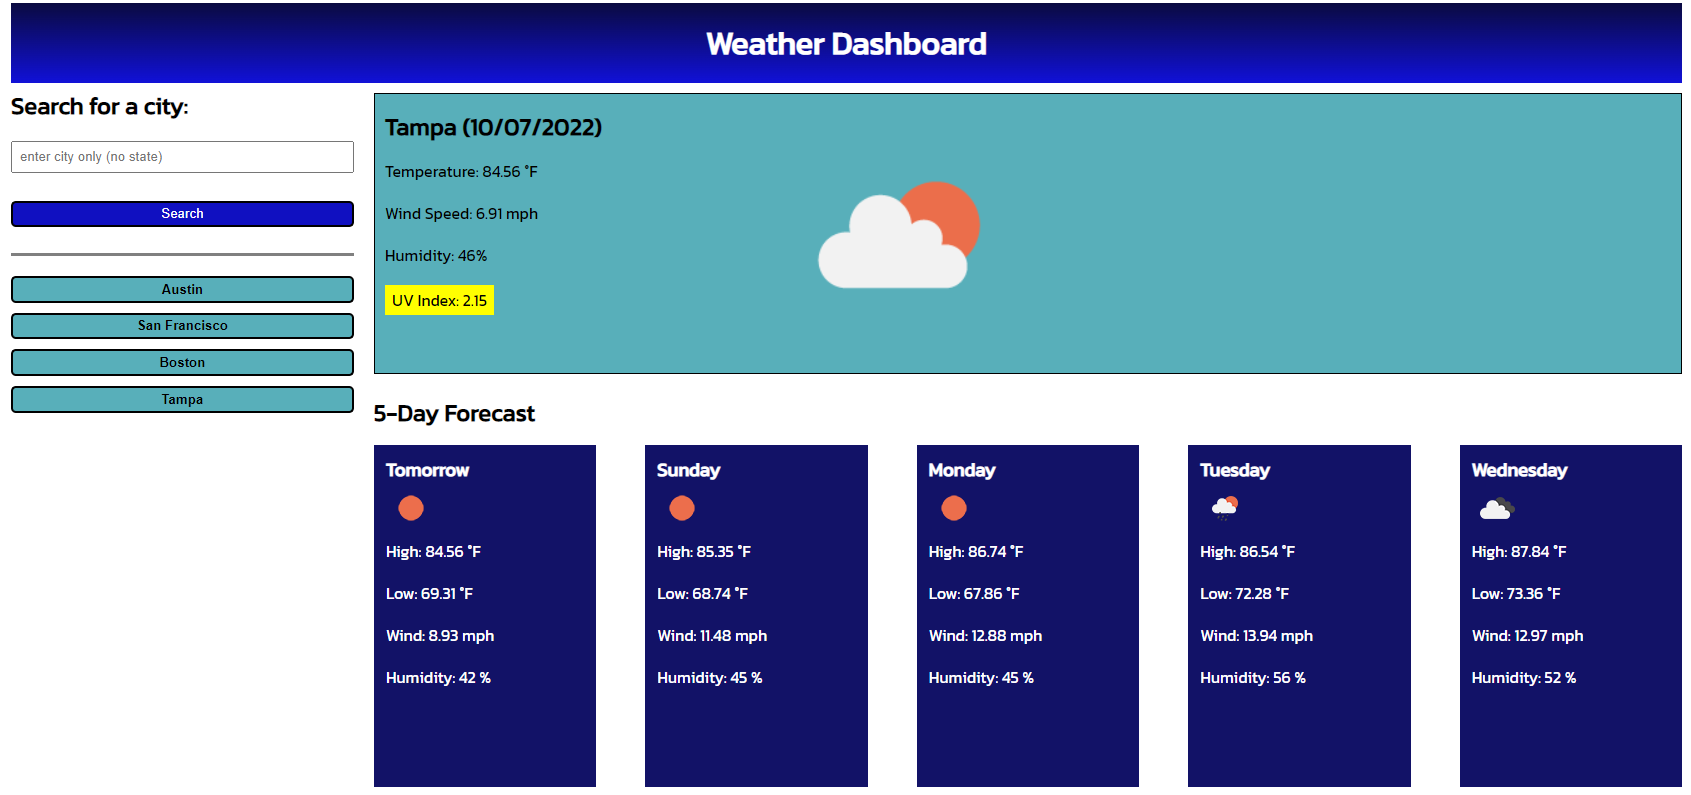 Weather Dashboard
Search for a city:
enter city only (no state)
Search
Austin
San Francisco
Boston
Tampa
Tampa (10/07/2022)
Temperature: 84.56 °F
Wind Speed: 6.91 mph
Humidity: 46%
UV Index: 2.15
5-Day Forecast
Tomorrow
High: 84.56 °F
Low: 69.31 °F
Wind: 8.93 mph
Humidity: 42 %
Sunday
High: 85.35 °F
Low: 68.74 °F
Wind: 11.48 mph
Humidity: 45 %
Monday
High: 86.74 °F
Low: 67.86 °F
Wind: 12.88 mph
Humidity: 45 %
Tuesday
High: 86.54 °F
Low: 72.28 °F
Wind: 13.94 mph
Humidity: 56 %
Wednesday
High: 87.84 °F
Low: 73.36 °F
Wind: 12.97 mph
Humidity: 52 %